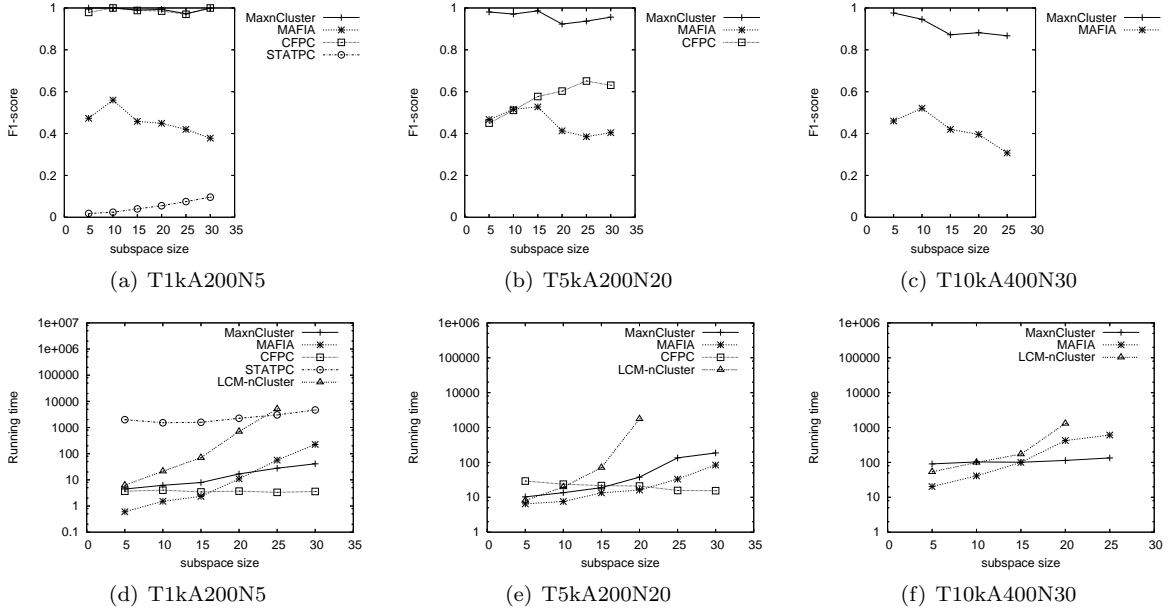 F1-score
1
0.8
0.6
0.4
0.2
0
0 5 10 15 20 25 30 35
subspace size
MaxnCluster
MAFIA
CFPC
STATPC
(a) T1kA200N5
F1-score
1
0.8
0.6
0.4
0.2
0
0 5 10 15 20 25 30 35
subspace size
MaxnCluster
MAFIA
CFPC
(b) T5kA200N20
F1-score
1
0.8
0.6
0.4
0.2
0
0 5 10 15 20 25 30
subspace size
MaxnCluster
MAFIA
(c) T10kA400N30
Running time
1e+007
1e+006
100000
10000
1000
100
10
1
0.1
0 5 10 15 20 25 30 35
subspace size
MaxnCluster
MAFIA
CFPC
STATPC
LCM-nCluster
(d) T1kA200N5
Running time
1e+006
100000
10000
1000
100
10
1
0 5 10 15 20 25 30 35
subspace size
MaxnCluster
MAFIA
CFPC
LCM-nCluster
(e) T5kA200N20
Running time
1e+006
100000
10000
1000
100
10
1
0 5 10 15 20 25 30
subspace size
MaxnCluster
MAFIA
LCM-nCluster
(f) T10kA400N30